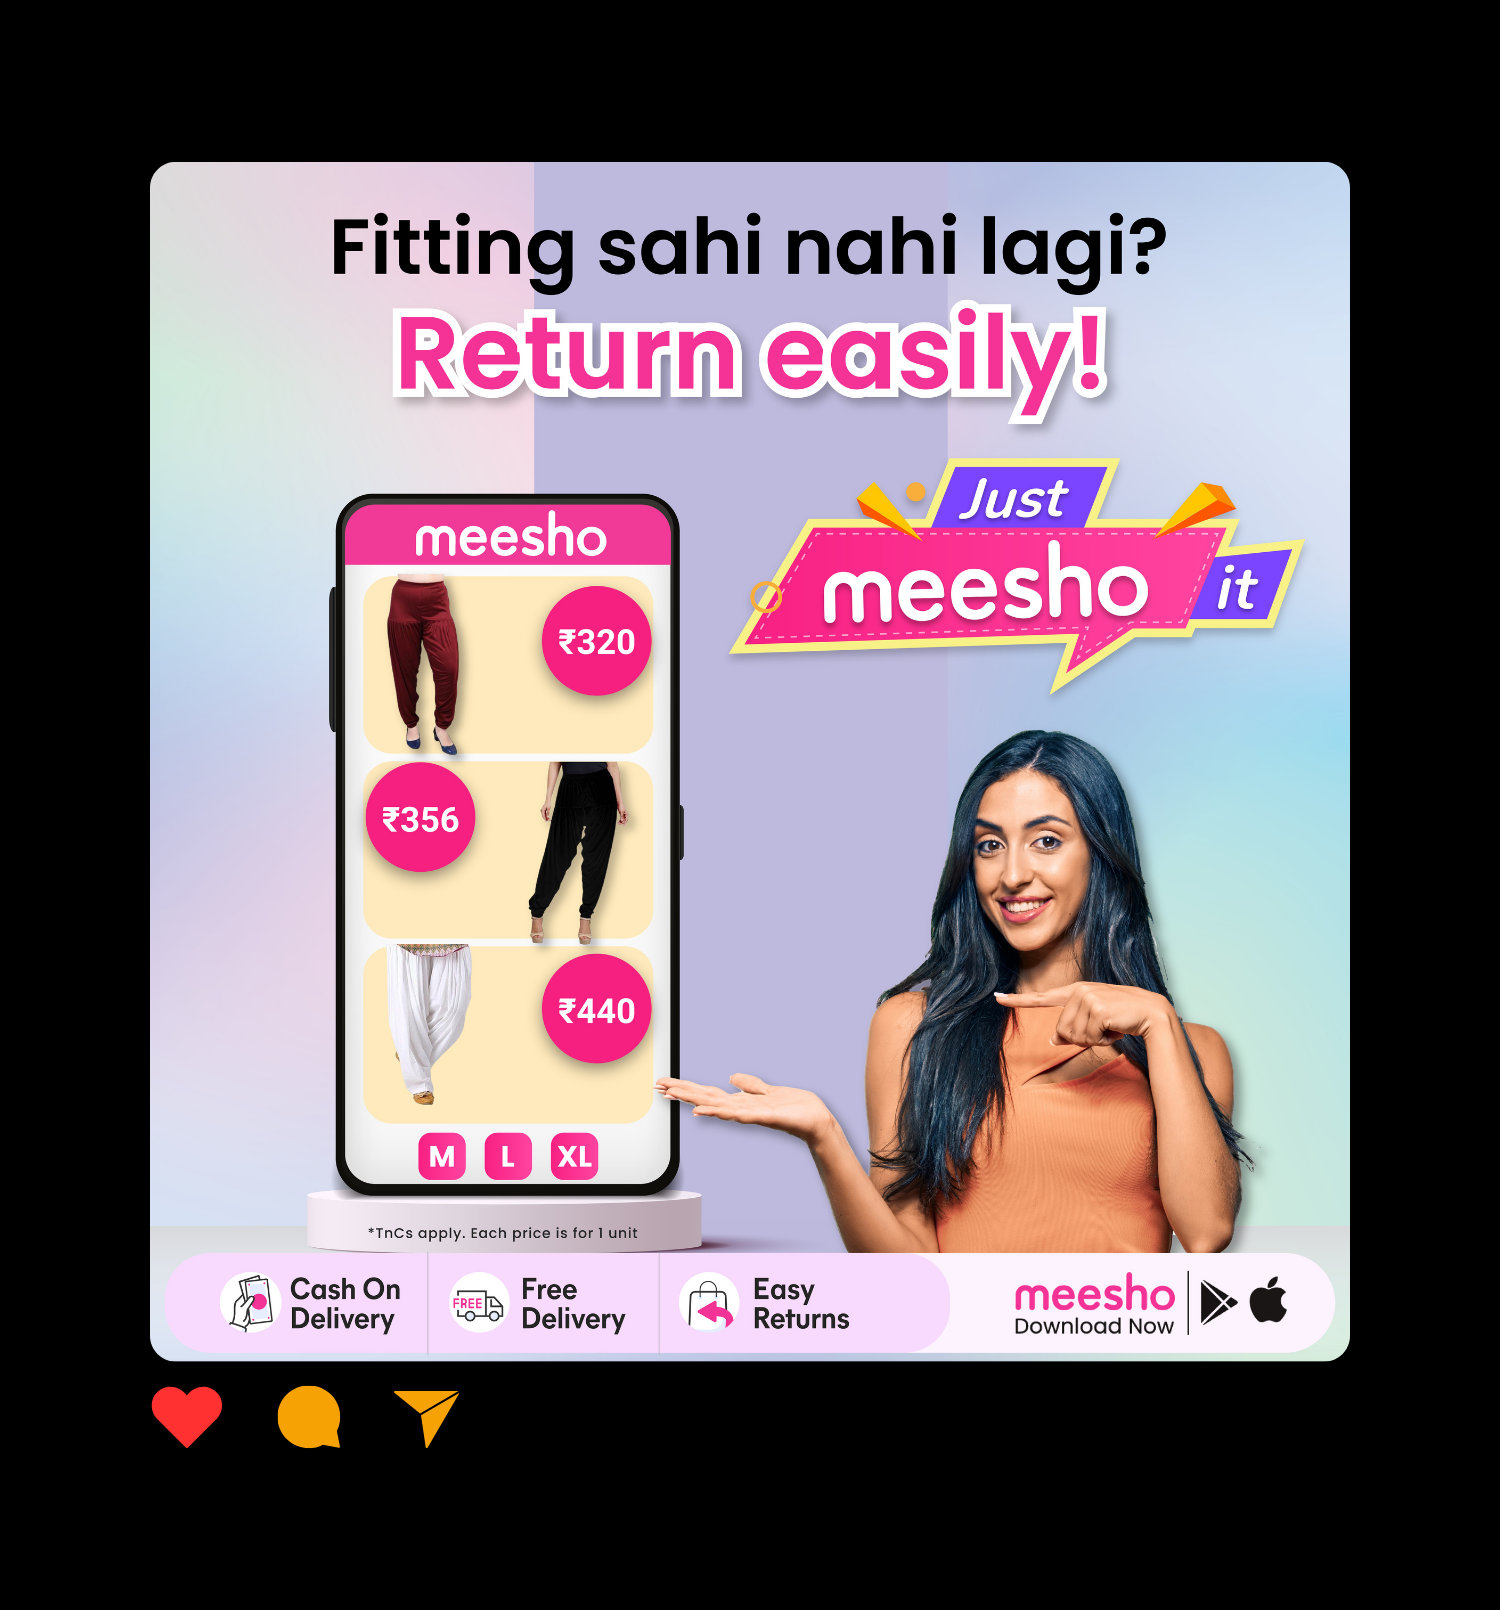 Fitting sahi nahi lagi?
Return easily!
Just
meesho
it
meesho
₹320
₹356
₹440
M L XL
*TnCs apply. Each price is for 1 unit
Cash On
Delivery
FREE
Free
Delivery
Easy
Returns
meesho
Download Now